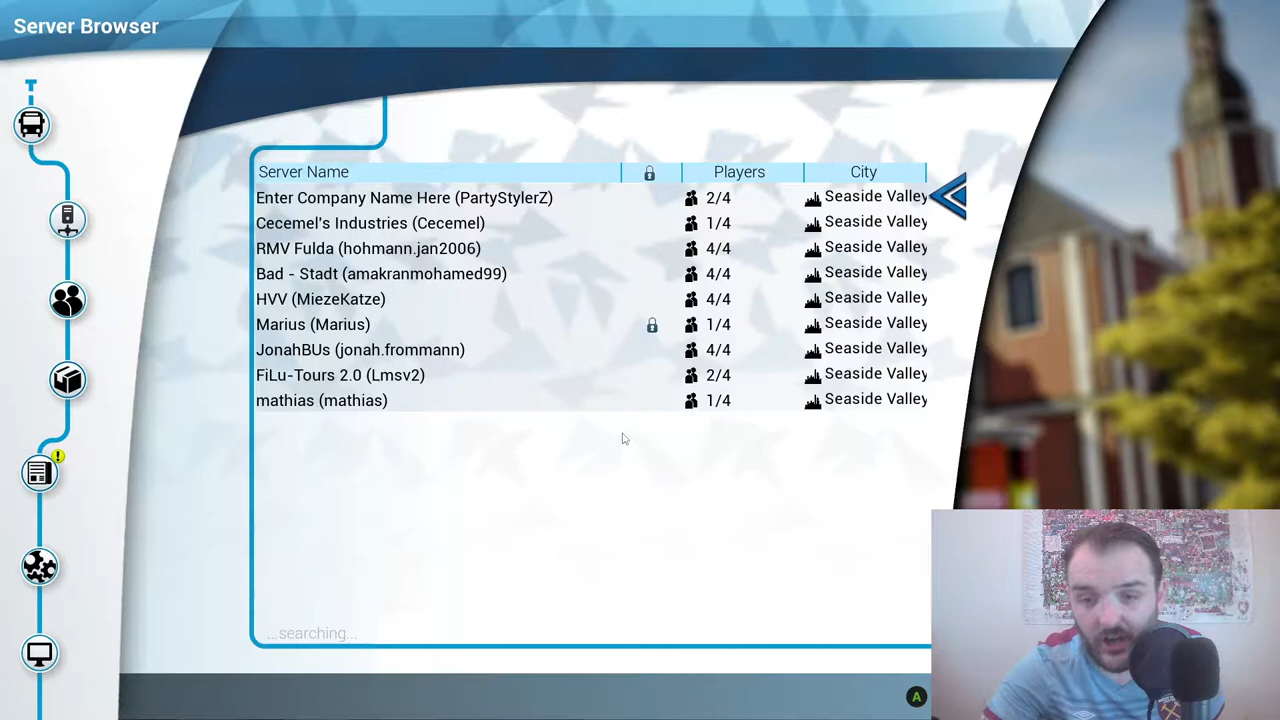 Server Browser
Server Name Players City
Enter Company Name Here (PartyStylerZ) 2/4 Seaside Valley
Cecemel's Industries (Cecemel) 1/4 Seaside Valley
RMV Fulda (hohmann.jan2006) 4/4 Seaside Valley
Bad - Stadt (amakranmohamed99) 4/4 Seaside Valley
HVV (MiezeKatze) 4/4 Seaside Valley
Marius (Marius) 1/4 Seaside Valley
JonahBUs (jonah.frommann) 4/4 Seaside Valley
FiLu-Tours 2.0 (Lmsv2) 2/4 Seaside Valley
mathias (mathias) 1/4 Seaside Valley
...searching...
A